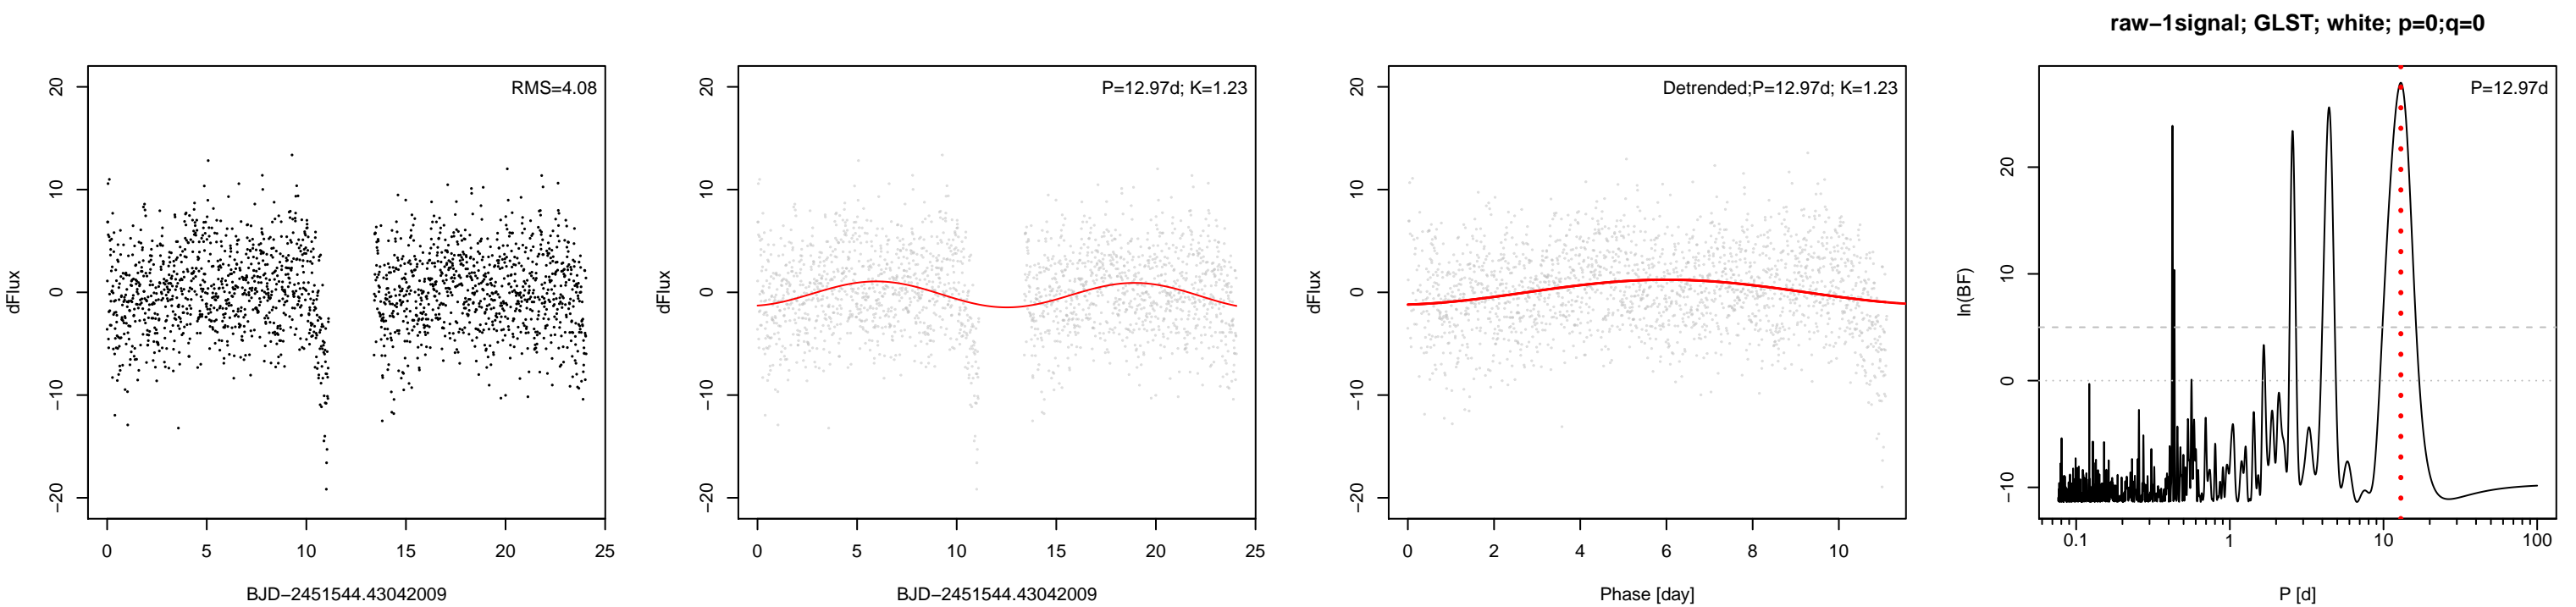 raw−1signal; GLST; white; p=0;q=0
RMS=4.08
dFlux
20
10
0
−10
−20
0 5 10 15 20 25
BJD−2451544.43042009
P=12.97d; K=1.23
dFlux
20
10
0
−10
−20
0 5 10 15 20 25
BJD−2451544.43042009
Detrended;P=12.97d; K=1.23
dFlux
20
10
0
−10
−20
0 2 4 6 8 10
Phase [day]
P=12.97d
ln(BF)
20
10
0
−10
0.1 1 10 100
P [d]